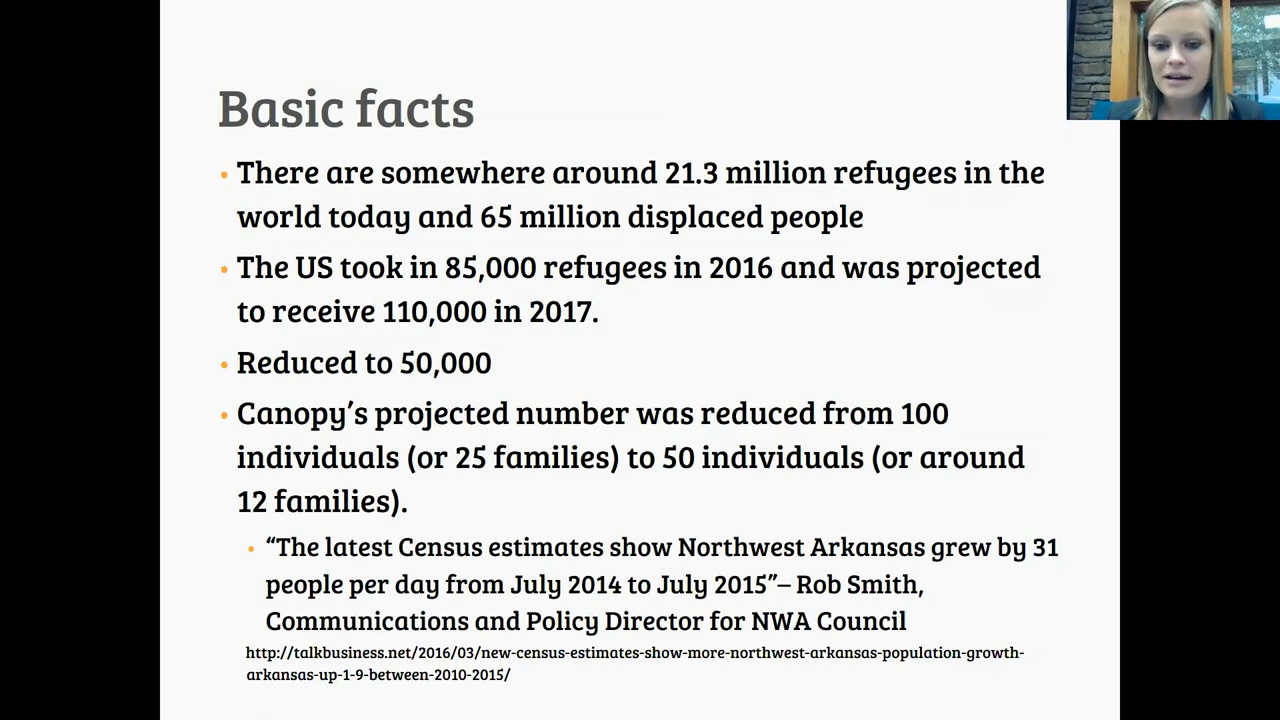 Basic facts
• There are somewhere around 21.3 million refugees in the
world today and 65 million displaced people
• The US took in 85,000 refugees in 2016 and was projected
to receive 110,000 in 2017.
• Reduced to 50,000
• Canopy’s projected number was reduced from 100
individuals (or 25 families) to 50 individuals (or around
12 families).
• “The latest Census estimates show Northwest Arkansas grew by 31
people per day from July 2014 to July 2015”– Rob Smith,
Communications and Policy Director for NWA Council
http://talkbusiness.net/2016/03/new-census-estimates-show-more-northwest-arkansas-population-growth-
arkansas-up-1-9-between-2010-2015/